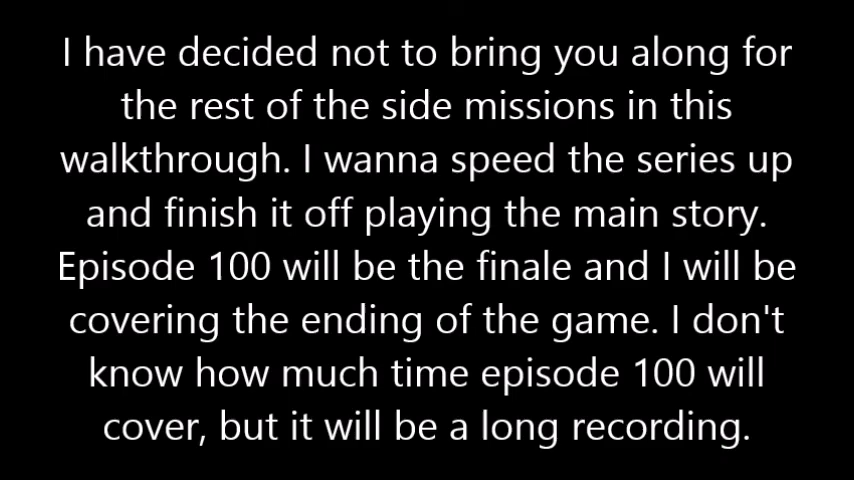 I have decided not to bring you along for
the rest of the side missions in this
walkthrough. I wanna speed the series up
and finish it off playing the main story.
Episode 100 will be the finale and I will be
covering the ending of the game. I don't
know how much time episode 100 will
cover, but it will be a long recording.